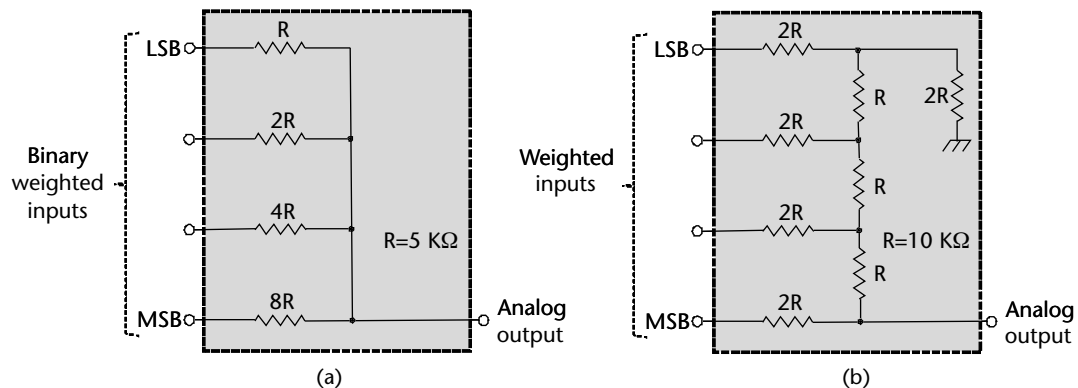 LSB
R
2R
Binary
weighted
inputs
4R
R=5 KΩ
8R
MSB
Analog
output
(a)
LSB
2R
R
2R
2R
Weighted
inputs
R
2R
R=10 KΩ
R
2R
MSB
Analog
output
(b)